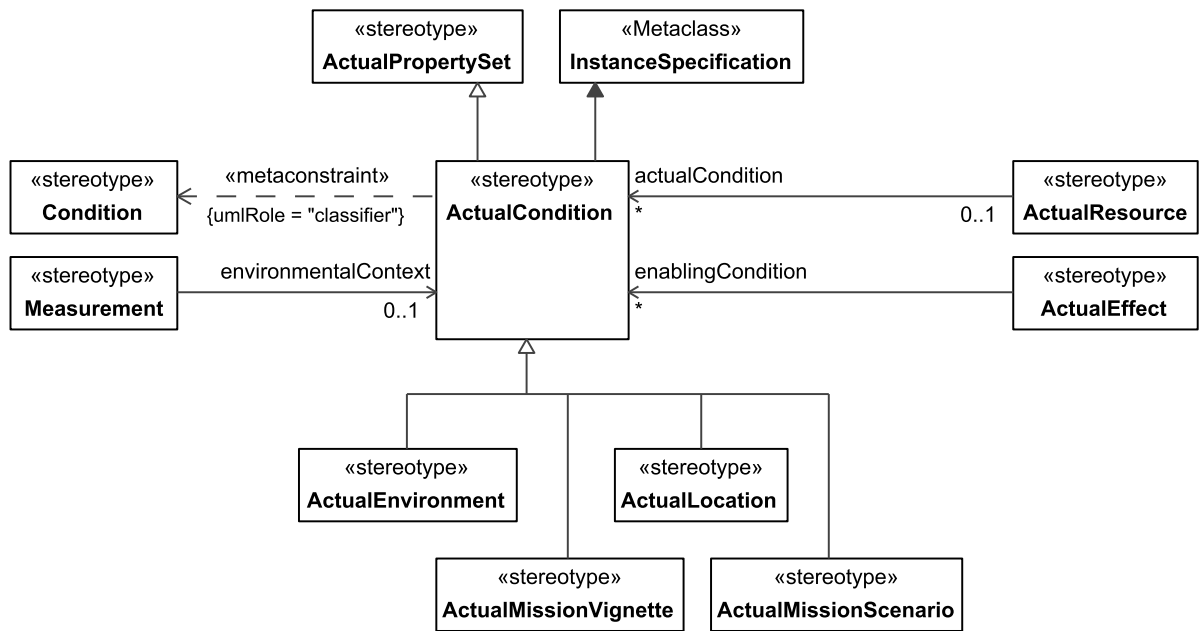 «stereotype»
ActualPropertySet
«Metaclass»
InstanceSpecification
«stereotype»
Condition
«metaconstraint»
{umlRole = "classifier"}
«stereotype»
ActualCondition
actualCondition
*
0..1
«stereotype»
ActualResource
«stereotype»
Measurement
environmentalContext
0..1
enablingCondition
*
«stereotype»
ActualEffect
«stereotype»
ActualEnvironment
«stereotype»
ActualLocation
«stereotype»
ActualMissionVignette
«stereotype»
ActualMissionScenario